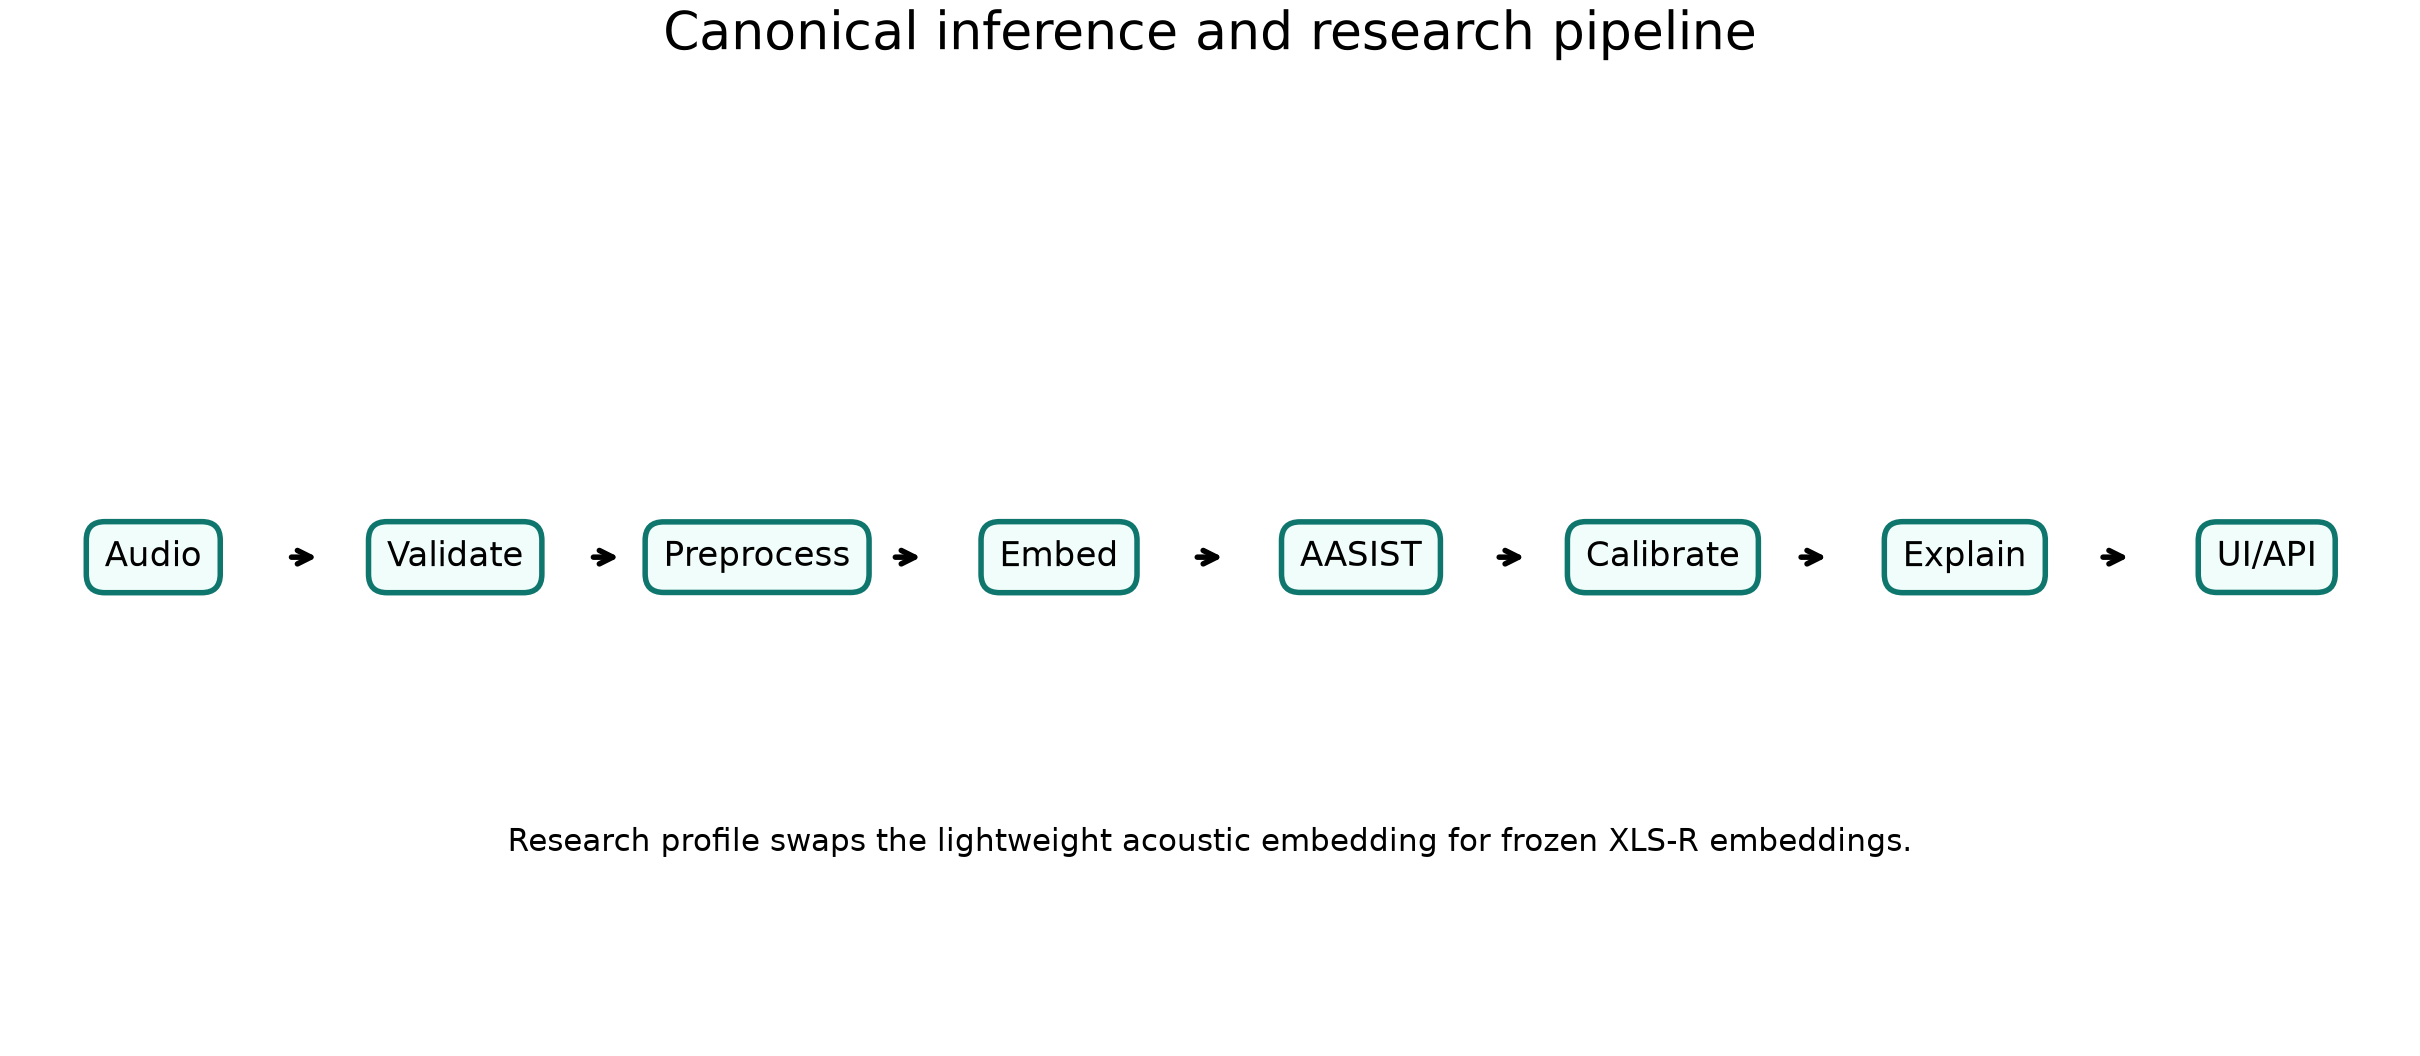 Canonical inference and research pipeline
Audio Validate Preprocess Embed AASIST Calibrate Explain UI/API
Research profile swaps the lightweight acoustic embedding for frozen XLS-R embeddings.